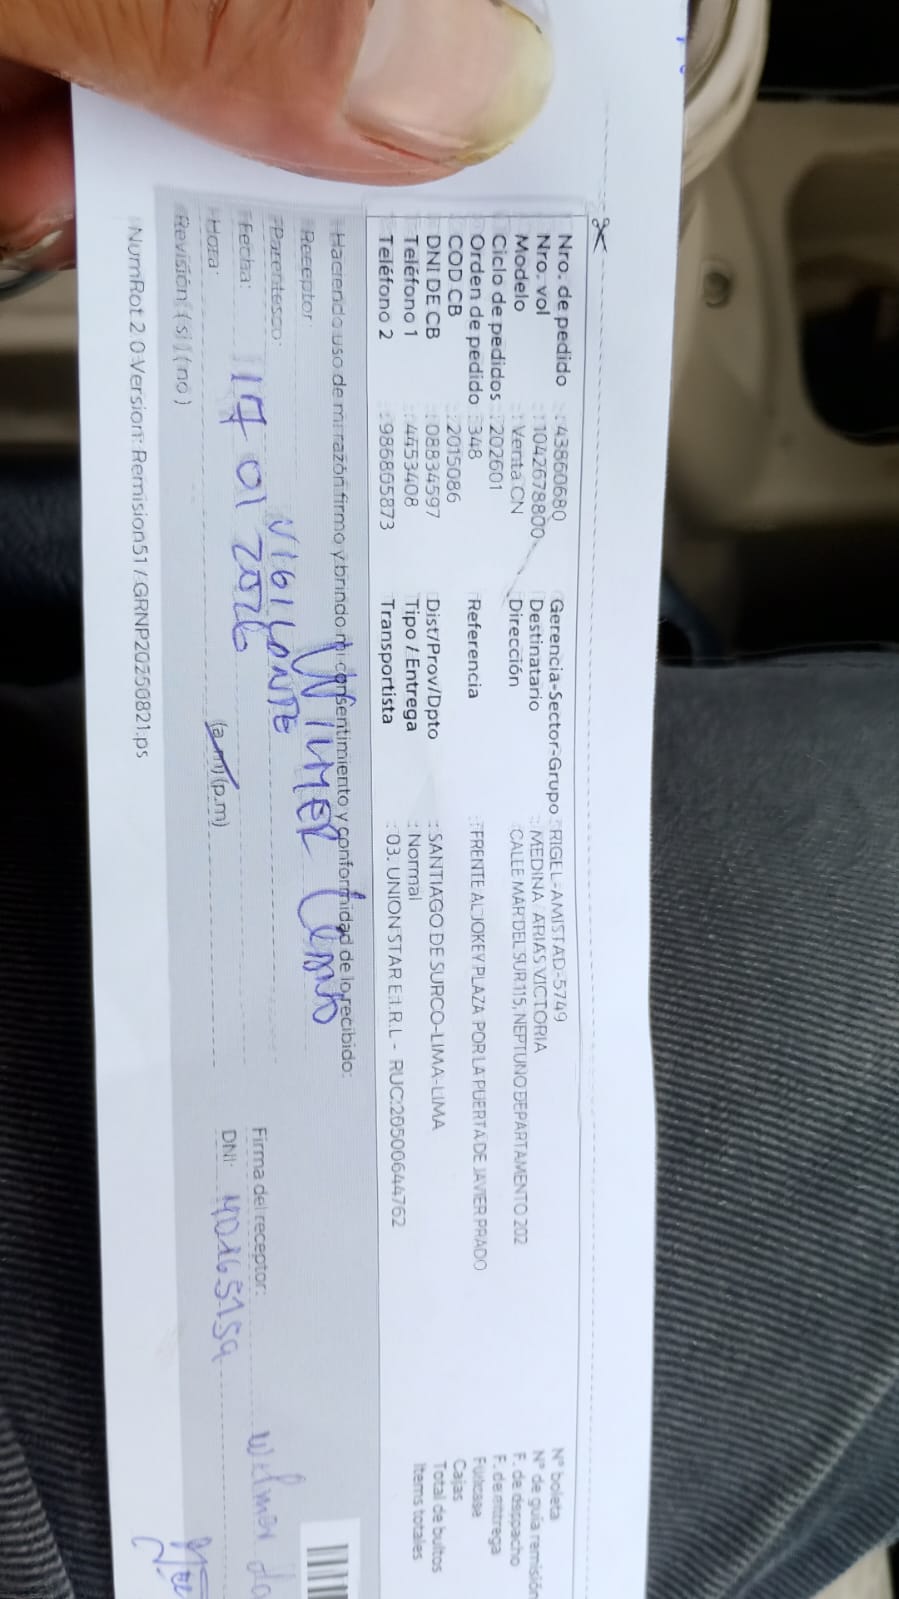 Nro. de pedido : 43860680
Nro. vol : 1042678800
Modelo : Venta CN
Ciclo de pedidos : 202601
Orden de pedido : 348
COD CB : 2015086
DNI DE CB : 08834597
Teléfono 1 : 4453408
Teléfono 2 : 986805873
Gerencia-Sector-Grupo : RIGEL-AMISTAD-5749
Destinatario : MEDINA ARIAS VICTORIA
Dirección : CALEE MAR DEL SUR 115, NEPTUNO DEPARTAMENTO 202
Referencia : FRENTE AL JOKEY PLAZA POR LA PUERTA DE JAVIER PRADO
Dist/Prov/Dpto : SANTIAGO DE SURCO-LIMA-LIMA
Tipo / Entrega : Normal
Transportista : 03. UNION STAR E.I.R.L - RUC:20500644762
N° boleta
N° de guia remisión
F. de despacho
F. de entrega
Cajas
Total de bultos
Items totales
Haciendo uso de mi razón firmo y brindo mi consentimiento y conformidad de lo recibido:
Receptor: WILMER
Parentesco: VIGILANTE
Fecha: 17 01 2026
Hora: (a.m) (p.m)
Revisión ( si ) ( no )
Firma del receptor:
DNI:
NumRot 2.0 Version: Remision51 / GRNP20250821.ps